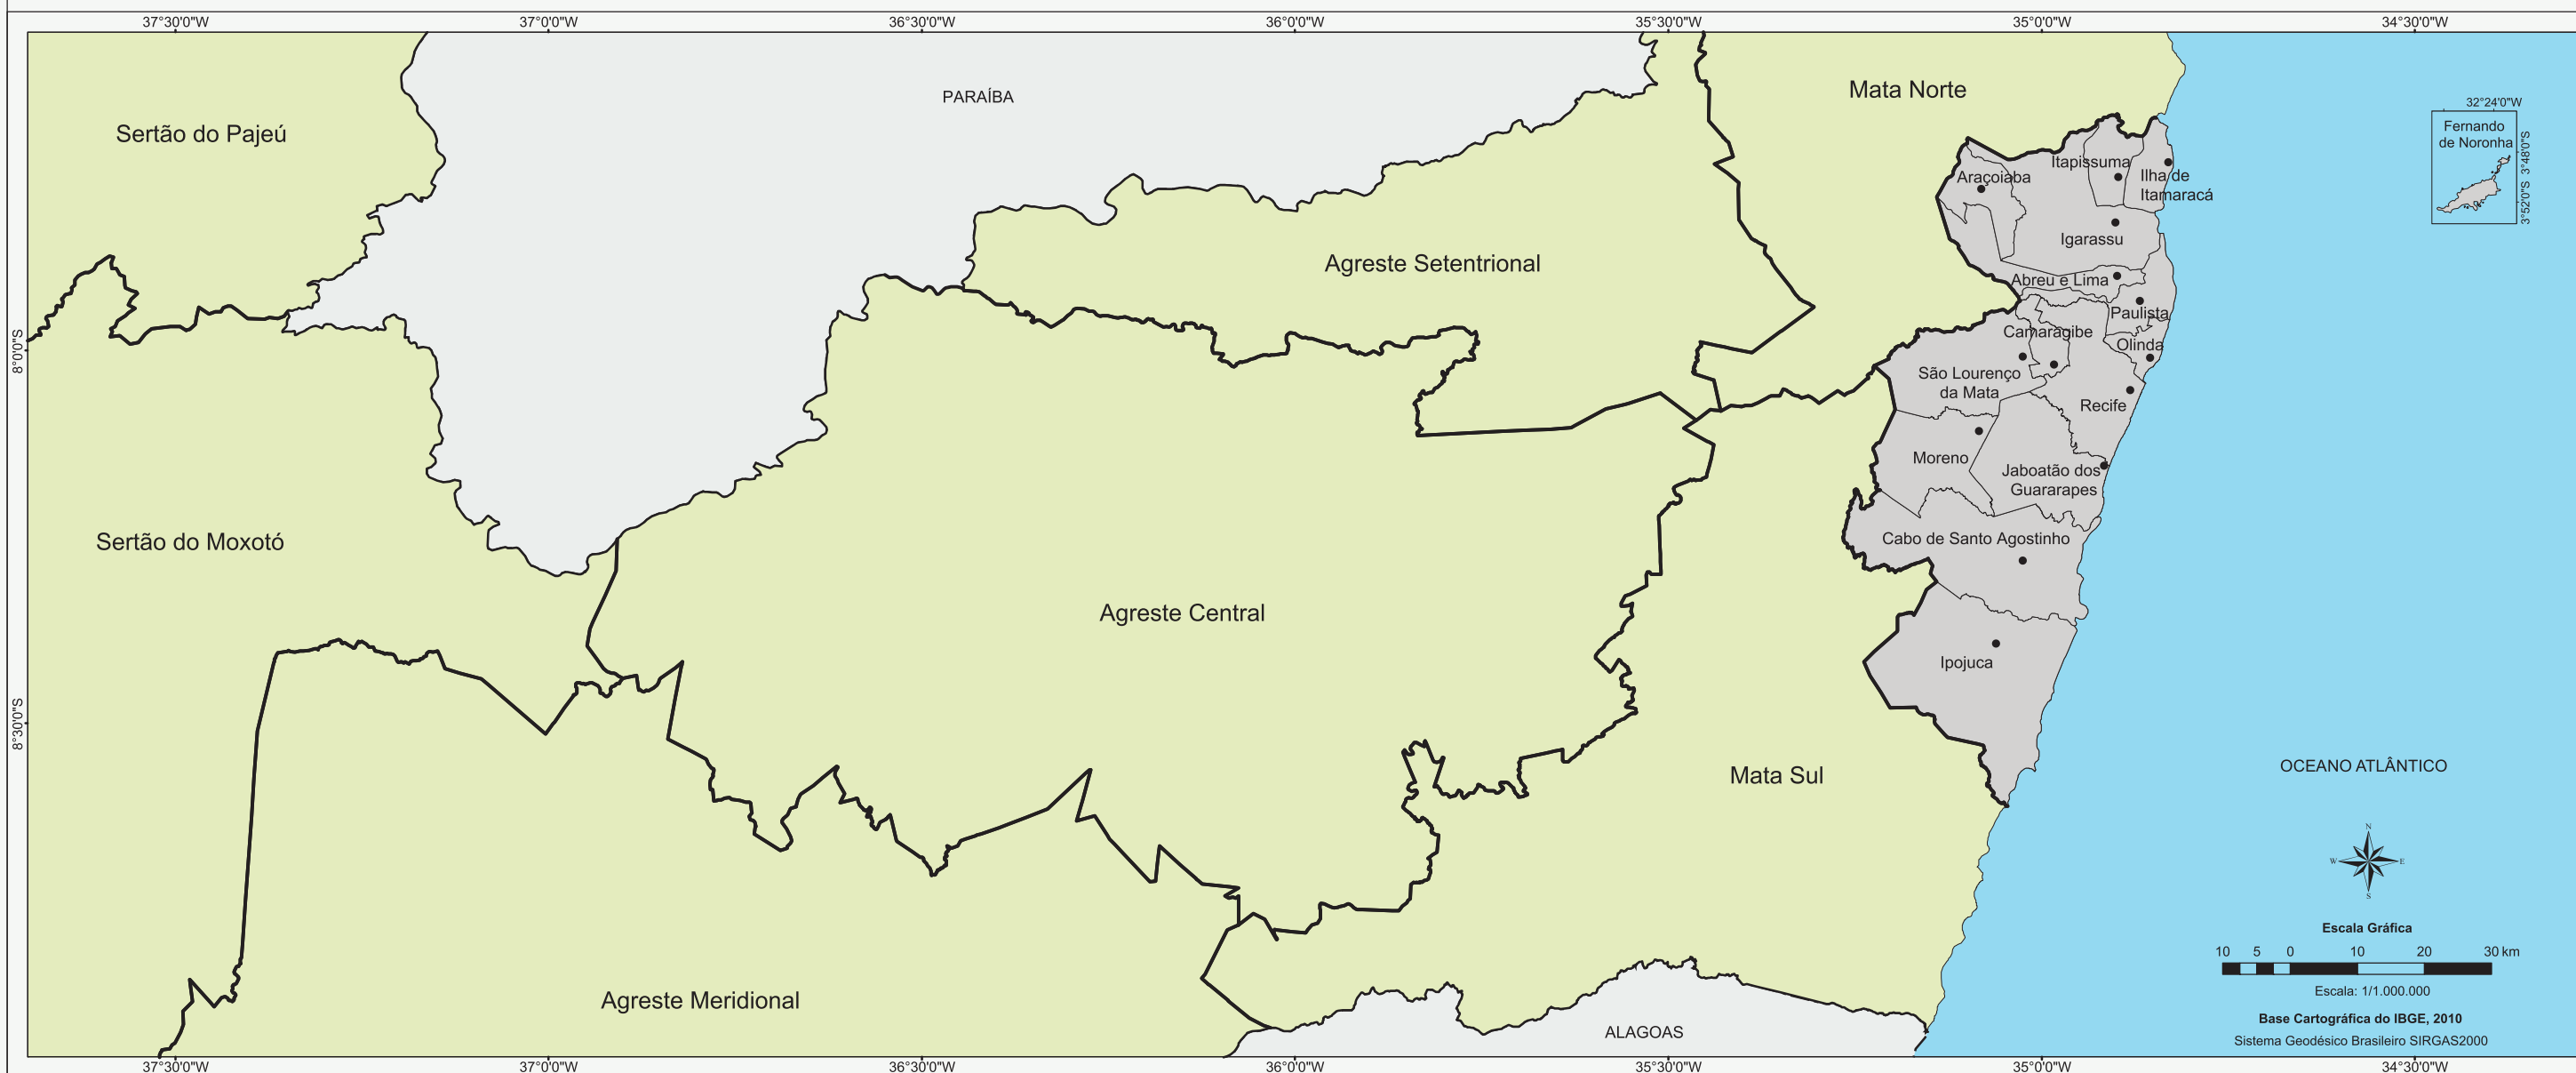 37°30'0"W
37°0'0"W
36°30'0"W
36°0'0"W
35°30'0"W
35°0'0"W
34°30'0"W
Mata Norte
PARAÍBA
32°24'0"W
Fernando
de Noronha
3°48'0"S
3°52'0"S
Sertão do Pajeú
Itapissuma
Araçoiaba
Ilha de
Itamaracá
Igarassu
Agreste Setentrional
Abreu e Lima
Paulista
Camaragibe
Olinda
8°0'0"S
São Lourenço
da Mata
Recife
Moreno
Jaboatão dos
Guararapes
Sertão do Moxotó
Cabo de Santo Agostinho
Agreste Central
Ipojuca
8°30'0"S
OCEANO ATLÂNTICO
Mata Sul
N
W
E
S
Escala Gráfica
10 5 0 10 20 30 km
Escala: 1/1.000.000
Agreste Meridional
Base Cartográfica do IBGE, 2010
ALAGOAS
Sistema Geodésico Brasileiro SIRGAS2000
37°30'0"W
37°0'0"W
36°30'0"W
36°0'0"W
35°30'0"W
35°0'0"W
34°30'0"W